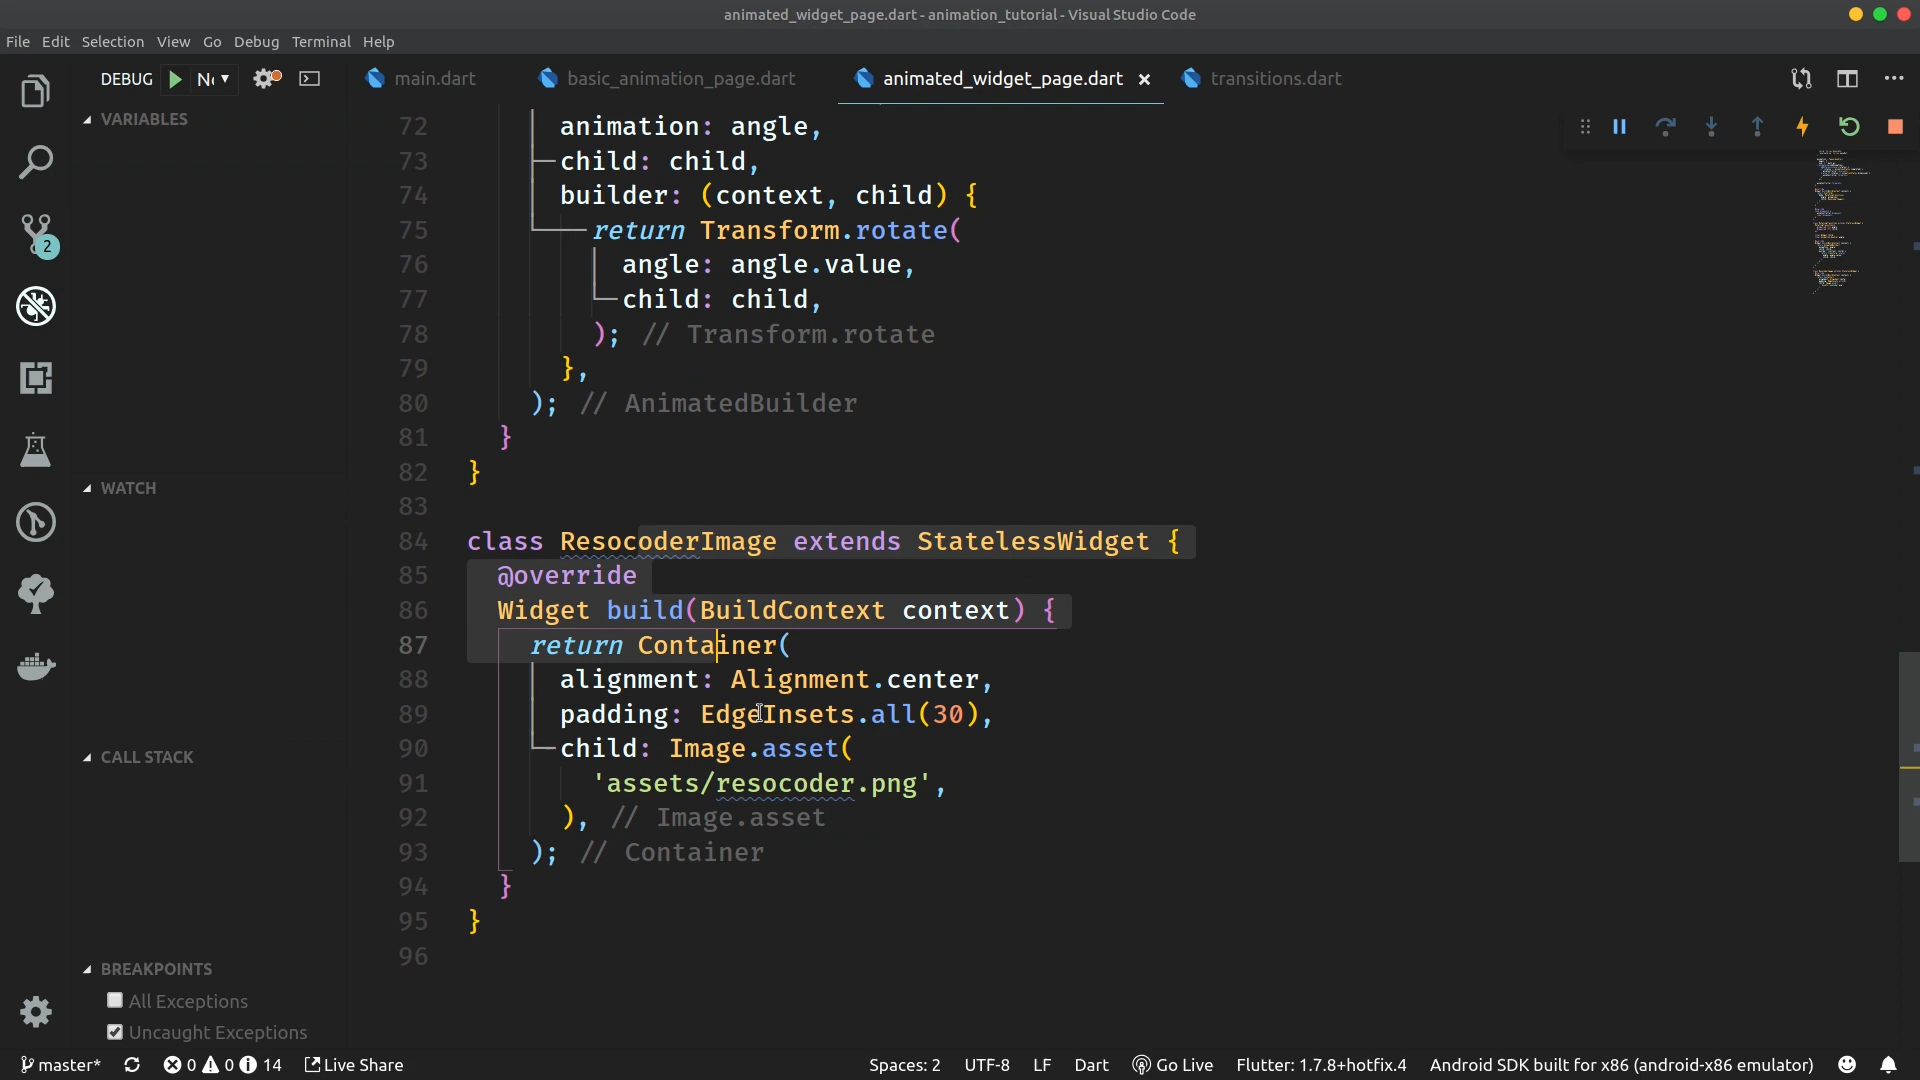 animated_widget_page.dart - animation_tutorial - Visual Studio Code
File Edit Selection View Go Debug Terminal Help
DEBUG
main.dart basic_animation_page.dart animated_widget_page.dart × transitions.dart
VARIABLES
72 animation: angle,
73 child: child,
74 builder: (context, child) {
75 return Transform.rotate(
76 angle: angle.value,
77 child: child,
78 ); // Transform.rotate
79 },
80 ); // AnimatedBuilder
81 }
82 }
83
84 class ResocoderImage extends StatelessWidget {
85 @override
86 Widget build(BuildContext context) {
87 return Container(
88 alignment: Alignment.center,
89 padding: EdgeInsets.all(30),
90 child: Image.asset(
91 'assets/resocoder.png',
92 ), // Image.asset
93 ); // Container
94 }
95 }
96
2
WATCH
CALL STACK
BREAKPOINTS
All Exceptions
Uncaught Exceptions
master* 0 0 14 Live Share Spaces: 2 UTF-8 LF Dart Go Live Flutter: 1.7.8+hotfix.4 Android SDK built for x86 (android-x86 emulator)